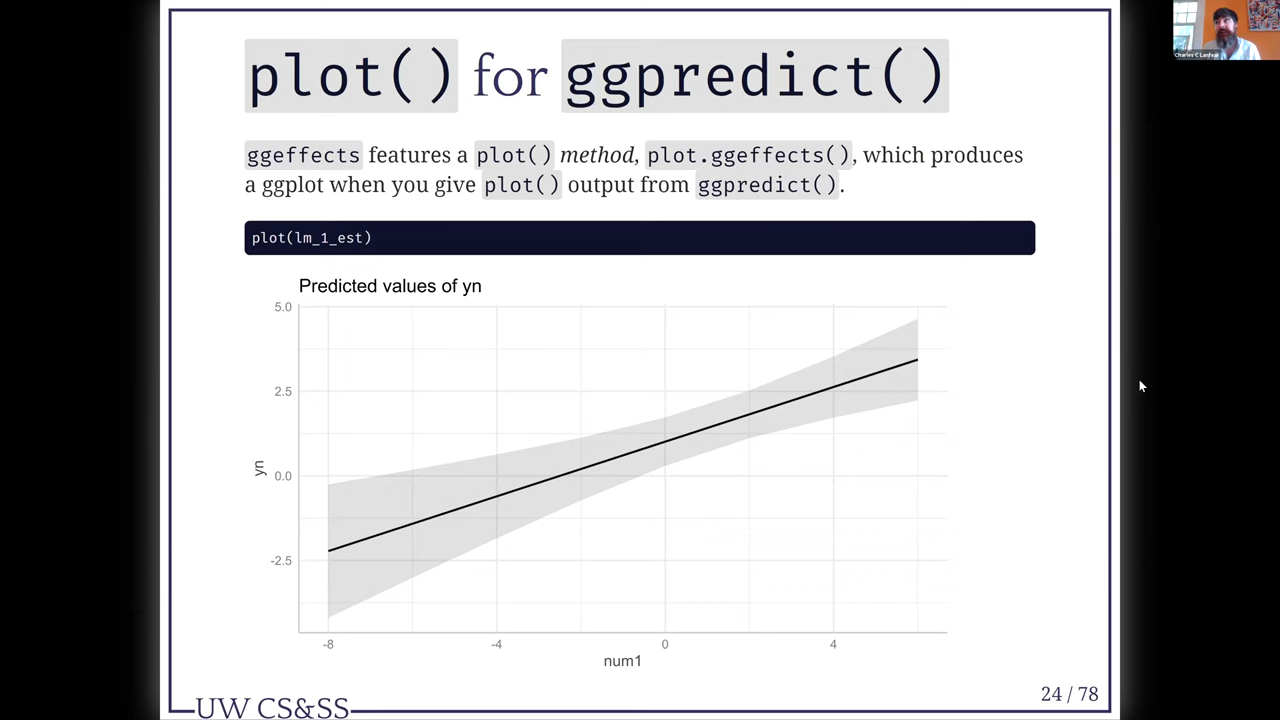 plot() for ggpredict()
ggeffects features a plot() method, plot.ggeffects(), which produces
a ggplot when you give plot() output from ggpredict().
plot(lm_1_est)
Predicted values of yn
5.0
2.5
0.0
-2.5
yn
-8 -4 0 4
num1
UW CS&SS
24 / 78
Charles C Lanfear